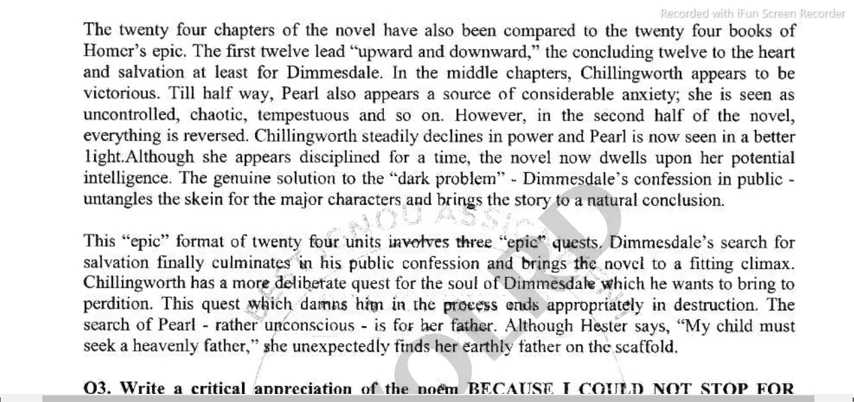 Recorded with iFun Screen Recorder
The twenty four chapters of the novel have also been compared to the twenty four books of
Homer's epic. The first twelve lead “upward and downward,” the concluding twelve to the heart
and salvation at least for Dimmesdale. In the middle chapters, Chillingworth appears to be
victorious. Till half way, Pearl also appears a source of considerable anxiety; she is seen as
uncontrolled, chaotic, tempestuous and so on. However, in the second half of the novel,
everything is reversed. Chillingworth steadily declines in power and Pearl is now seen in a better
light.Although she appears disciplined for a time, the novel now dwells upon her potential
intelligence. The genuine solution to the “dark problem” - Dimmesdale's confession in public -
untangles the skein for the major characters and brings the story to a natural conclusion.
This “epic” format of twenty four units involves three “epic” quests. Dimmesdale's search for
salvation finally culminates in his public confession and brings the novel to a fitting climax.
Chillingworth has a more deliberate quest for the soul of Dimmesdale which he wants to bring to
perdition. This quest which damns him in the process ends appropriately in destruction. The
search of Pearl - rather unconscious - is for her father. Although Hester says, “My child must
seek a heavenly father,” she unexpectedly finds her earthly father on the scaffold.
Q3. Write a critical appreciation of the poem BECAUSE I COULD NOT STOP FOR